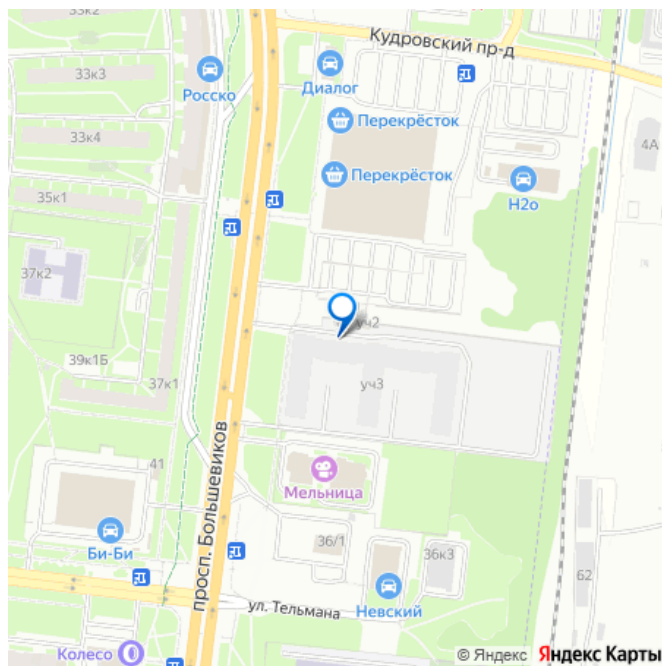 33к2
Кудровский пр-д
33к3
Росско
Диалог
33к4
Перекрёсток
4А
Перекрёсток
Н2о
35к1
37к2
уч2
39к1Б
37к1
уч3
просп. Большевиков
41
Мельница
Би-Би
36/1
36к3
62
ул. Тельмана
Невский
Колесо
© Яндекс Яндекс Карты